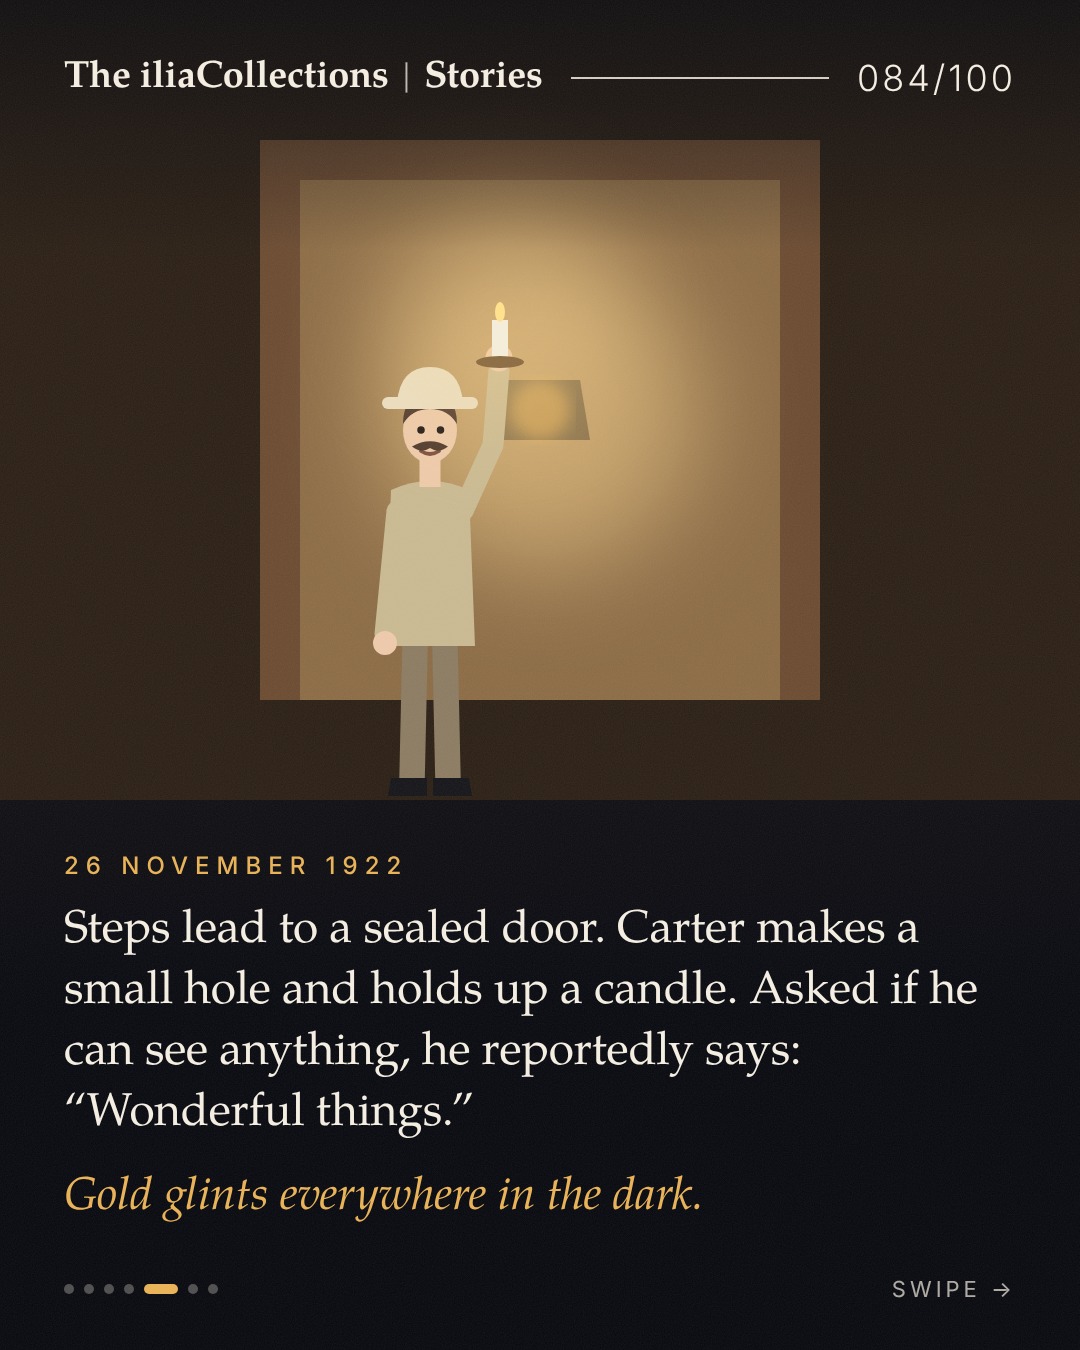 The iliaCollections | Stories 084/100
26 NOVEMBER 1922
Steps lead to a sealed door. Carter makes a
small hole and holds up a candle. Asked if he
can see anything, he reportedly says:
“Wonderful things.”
Gold glints everywhere in the dark.
SWIPE →